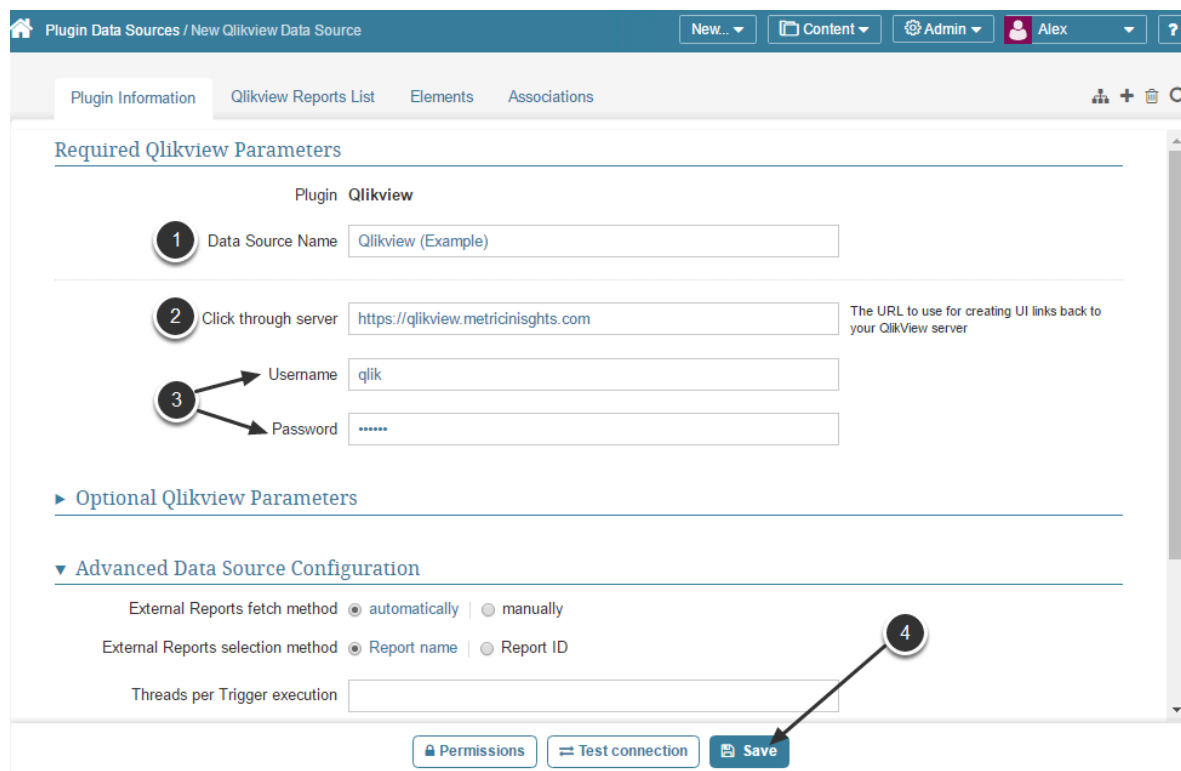 Plugin Data Sources / New Qlikview Data Source New... Content Admin Alex ?
Plugin Information Qlikview Reports List Elements Associations
Required Qlikview Parameters
Plugin Qlikview
1 Data Source Name Qlikview (Example)
2 Click through server https://qlikview.metricinisghts.com The URL to use for creating UI links back to
your QlikView server
Username qlik
3
Password ••••••
Optional Qlikview Parameters
Advanced Data Source Configuration
External Reports fetch method automatically manually
4
External Reports selection method Report name Report ID
Threads per Trigger execution
Permissions Test connection Save